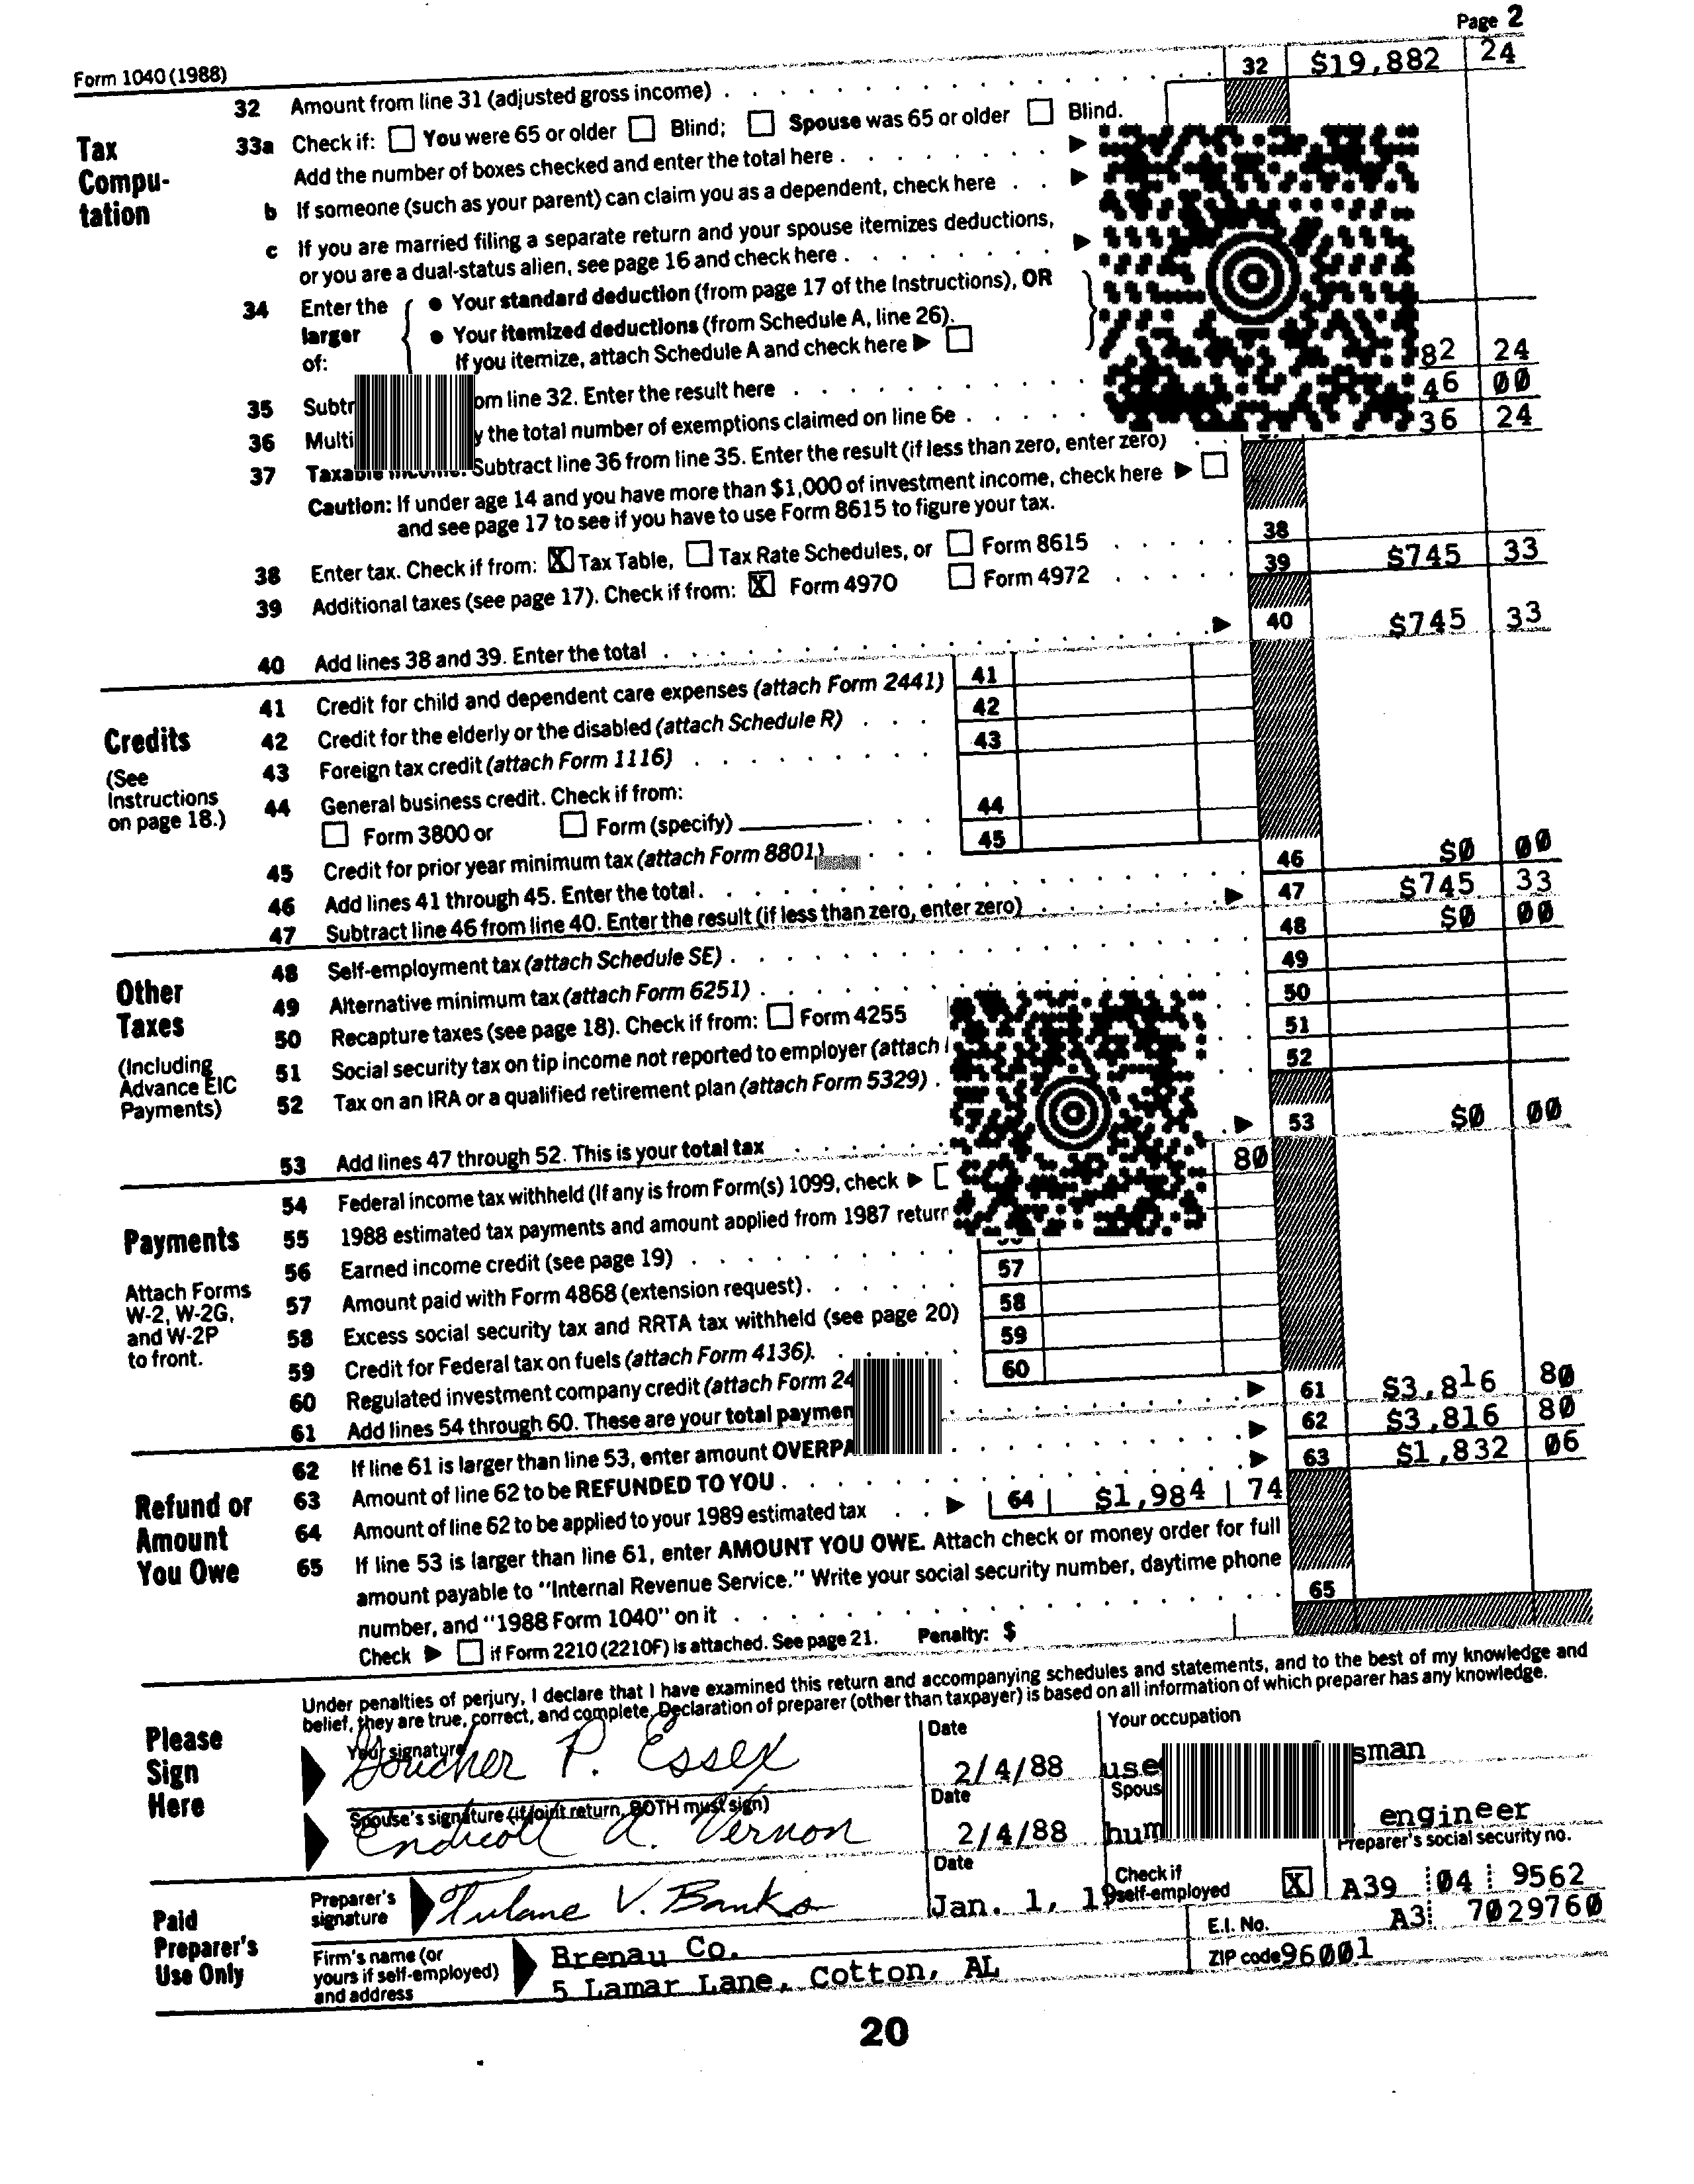 Page 2
Form 1040 (1988)
32 Amount from line 31 (adjusted gross income) 32 $19,882 24
Tax Compu- tation
33a Check if: You were 65 or older Blind; Spouse was 65 or older Blind.
Add the number of boxes checked and enter the total here
b If someone (such as your parent) can claim you as a dependent, check here
c If you are married filing a separate return and your spouse itemizes deductions,
or you are a dual-status alien, see page 16 and check here
34 Enter the larger of:
• Your standard deduction (from page 17 of the Instructions), OR
• Your itemized deductions (from Schedule A, line 26).
If you itemize, attach Schedule A and check here
82 24
35 om line 32. Enter the result here
46 00
36 y the total number of exemptions claimed on line 6e
36 24
37 Taxable income. Subtract line 36 from line 35. Enter the result (if less than zero, enter zero)
Caution: If under age 14 and you have more than $1,000 of investment income, check here
and see page 17 to see if you have to use Form 8615 to figure your tax.
38 Enter tax. Check if from: X Tax Table, Tax Rate Schedules, or Form 8615 38
39 Additional taxes (see page 17). Check if from: X Form 4970 Form 4972 39 $745 33
40 Add lines 38 and 39. Enter the total 40 $745 33
Credits
(See Instructions on page 18.)
41 Credit for child and dependent care expenses (attach Form 2441) 41
42 Credit for the elderly or the disabled (attach Schedule R) 42
43 Foreign tax credit (attach Form 1116) 43
44 General business credit. Check if from:
Form 3800 or Form (specify) 44
45 Credit for prior year minimum tax (attach Form 8801) 45
46 Add lines 41 through 45. Enter the total. 46 $0 00
47 Subtract line 46 from line 40. Enter the result (if less than zero, enter zero) 47 $745 33
Other Taxes
(Including Advance EIC Payments)
48 Self-employment tax (attach Schedule SE) 48 $0 00
49 Alternative minimum tax (attach Form 6251) 49
50 Recapture taxes (see page 18). Check if from: Form 4255 50
51 Social security tax on tip income not reported to employer (attach 51
52 Tax on an IRA or a qualified retirement plan (attach Form 5329) 52
53 Add lines 47 through 52. This is your total tax 53 $0 00
Payments
Attach Forms W-2, W-2G, and W-2P to front.
54 Federal income tax withheld (If any is from Form(s) 1099, check 80
55 1988 estimated tax payments and amount applied from 1987 return
56 Earned income credit (see page 19)
57 Amount paid with Form 4868 (extension request) 57
58 Excess social security tax and RRTA tax withheld (see page 20) 58
59 Credit for Federal tax on fuels (attach Form 4136) 59
60 Regulated investment company credit (attach Form 24 60
61 Add lines 54 through 60. These are your total paymen 61 $3,816 80
Refund or Amount You Owe
62 If line 61 is larger than line 53, enter amount OVERPA 62 $3,816 80
63 Amount of line 62 to be REFUNDED TO YOU 63 $1,832 06
64 Amount of line 62 to be applied to your 1989 estimated tax 64 $1,984 74
65 If line 53 is larger than line 61, enter AMOUNT YOU OWE. Attach check or money order for full
amount payable to "Internal Revenue Service." Write your social security number, daytime phone
number, and "1988 Form 1040" on it 65
Check if Form 2210 (2210F) is attached. See page 21. Penalty: $
Please Sign Here
Under penalties of perjury, I declare that I have examined this return and accompanying schedules and statements, and to the best of my knowledge and
belief, they are true, correct, and complete. Declaration of preparer (other than taxpayer) is based on all information of which preparer has any knowledge.
Your signature Goucher P. Essex Date 2/4/88 Your occupation use sman
Spouse's signature (if joint return, BOTH must sign) Endicott A. Vernon Date 2/4/88 Spous hum engineer
Paid Preparer's Use Only
Preparer's signature Tulane V. Banks Date Jan. 1, 19 Check if self-employed X Preparer's social security no. A39 04 9562
Firm's name (or yours if self-employed) and address Brenau Co. E.I. No. A3 7029760
5 Lamar Lane, Cotton, AL ZIP code 96001
20